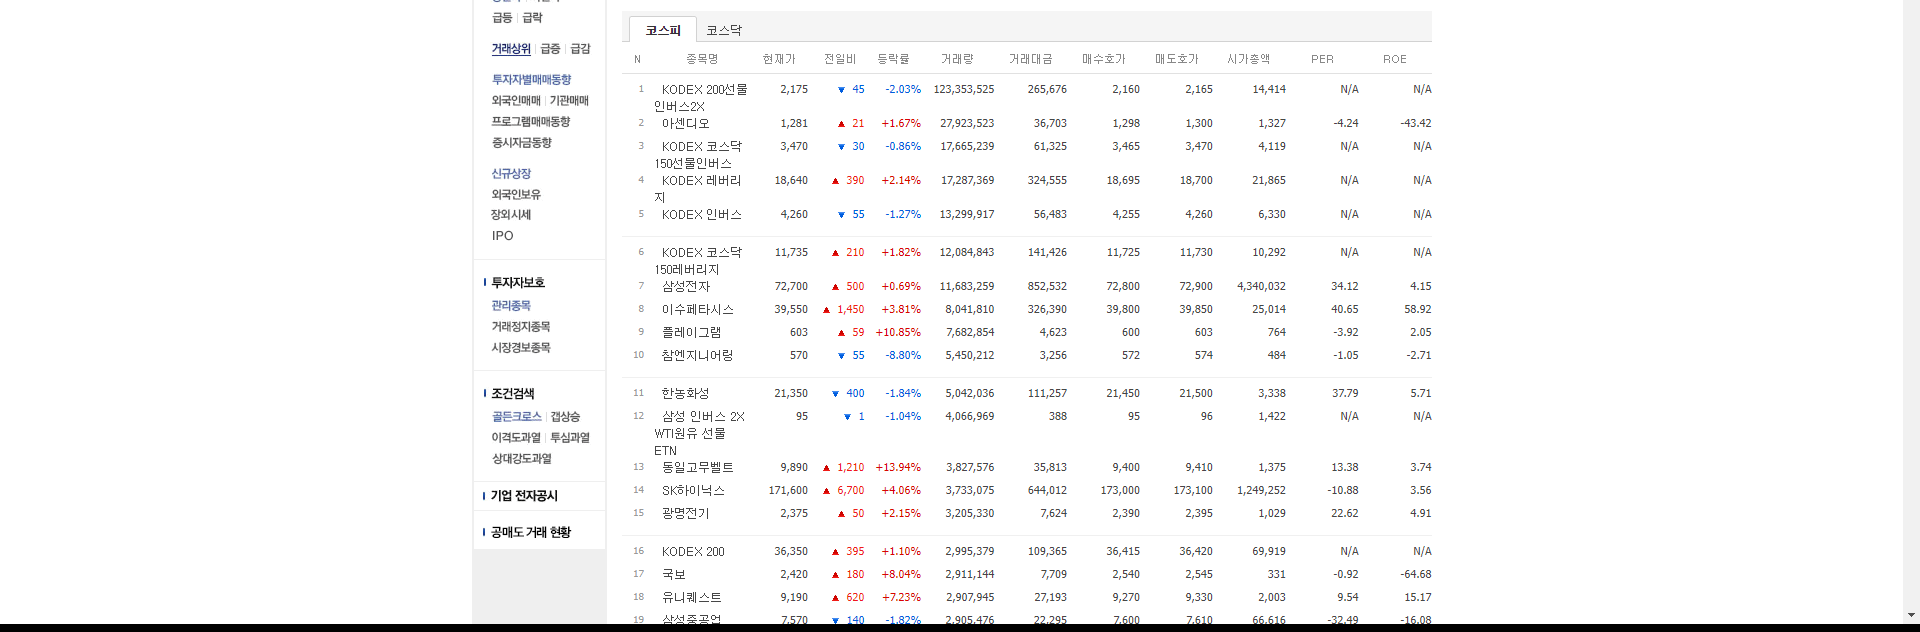 급등 급락
거래상위 급증 급감
투자자별매매동향
외국인매매 기관매매
프로그램매매동향
증시자금동향
신규상장
외국인보유
장외시세
IPO
투자자보호
관리종목
거래정지종목
시장경보종목
조건검색
골든크로스 갭상승
이격도과열 투심과열
상대강도과열
기업 전자공시
공매도 거래 현황
코스피 코스닥
N 종목명 현재가 전일비 등락률 거래량 거래대금 매수호가 매도호가 시가총액 PER ROE
1 KODEX 200선물 2,175 ▼ 45 -2.03% 123,353,525 265,676 2,160 2,165 14,414 N/A N/A
인버스2X
2 아센디오 1,281 ▲ 21 +1.67% 27,923,523 36,703 1,298 1,300 1,327 -4.24 -43.42
3 KODEX 코스닥 3,470 ▼ 30 -0.86% 17,665,239 61,325 3,465 3,470 4,119 N/A N/A
150선물인버스
4 KODEX 레버리 18,640 ▲ 390 +2.14% 17,287,369 324,555 18,695 18,700 21,865 N/A N/A
지
5 KODEX 인버스 4,260 ▼ 55 -1.27% 13,299,917 56,483 4,255 4,260 6,330 N/A N/A
6 KODEX 코스닥 11,735 ▲ 210 +1.82% 12,084,843 141,426 11,725 11,730 10,292 N/A N/A
150레버리지
7 삼성전자 72,700 ▲ 500 +0.69% 11,683,259 852,532 72,800 72,900 4,340,032 34.12 4.15
8 이수페타시스 39,550 ▲ 1,450 +3.81% 8,041,810 326,390 39,800 39,850 25,014 40.65 58.92
9 플레이그램 603 ▲ 59 +10.85% 7,682,854 4,623 600 603 764 -3.92 2.05
10 참엔지니어링 570 ▼ 55 -8.80% 5,450,212 3,256 572 574 484 -1.05 -2.71
11 한농화성 21,350 ▼ 400 -1.84% 5,042,036 111,257 21,450 21,500 3,338 37.79 5.71
12 삼성 인버스 2X 95 ▼ 1 -1.04% 4,066,969 388 95 96 1,422 N/A N/A
WTI원유 선물
ETN
13 동일고무벨트 9,890 ▲ 1,210 +13.94% 3,827,576 35,813 9,400 9,410 1,375 13.38 3.74
14 SK하이닉스 171,600 ▲ 6,700 +4.06% 3,733,075 644,012 173,000 173,100 1,249,252 -10.88 3.56
15 광명전기 2,375 ▲ 50 +2.15% 3,205,330 7,624 2,390 2,395 1,029 22.62 4.91
16 KODEX 200 36,350 ▲ 395 +1.10% 2,995,379 109,365 36,415 36,420 69,919 N/A N/A
17 국보 2,420 ▲ 180 +8.04% 2,911,144 7,709 2,540 2,545 331 -0.92 -64.68
18 유니퀘스트 9,190 ▲ 620 +7.23% 2,907,945 27,193 9,270 9,330 2,003 9.54 15.17
19 삼성중공업 7,570 ▼ 140 -1.82% 2,905,476 22,295 7,600 7,610 66,616 -32.49 -16.08